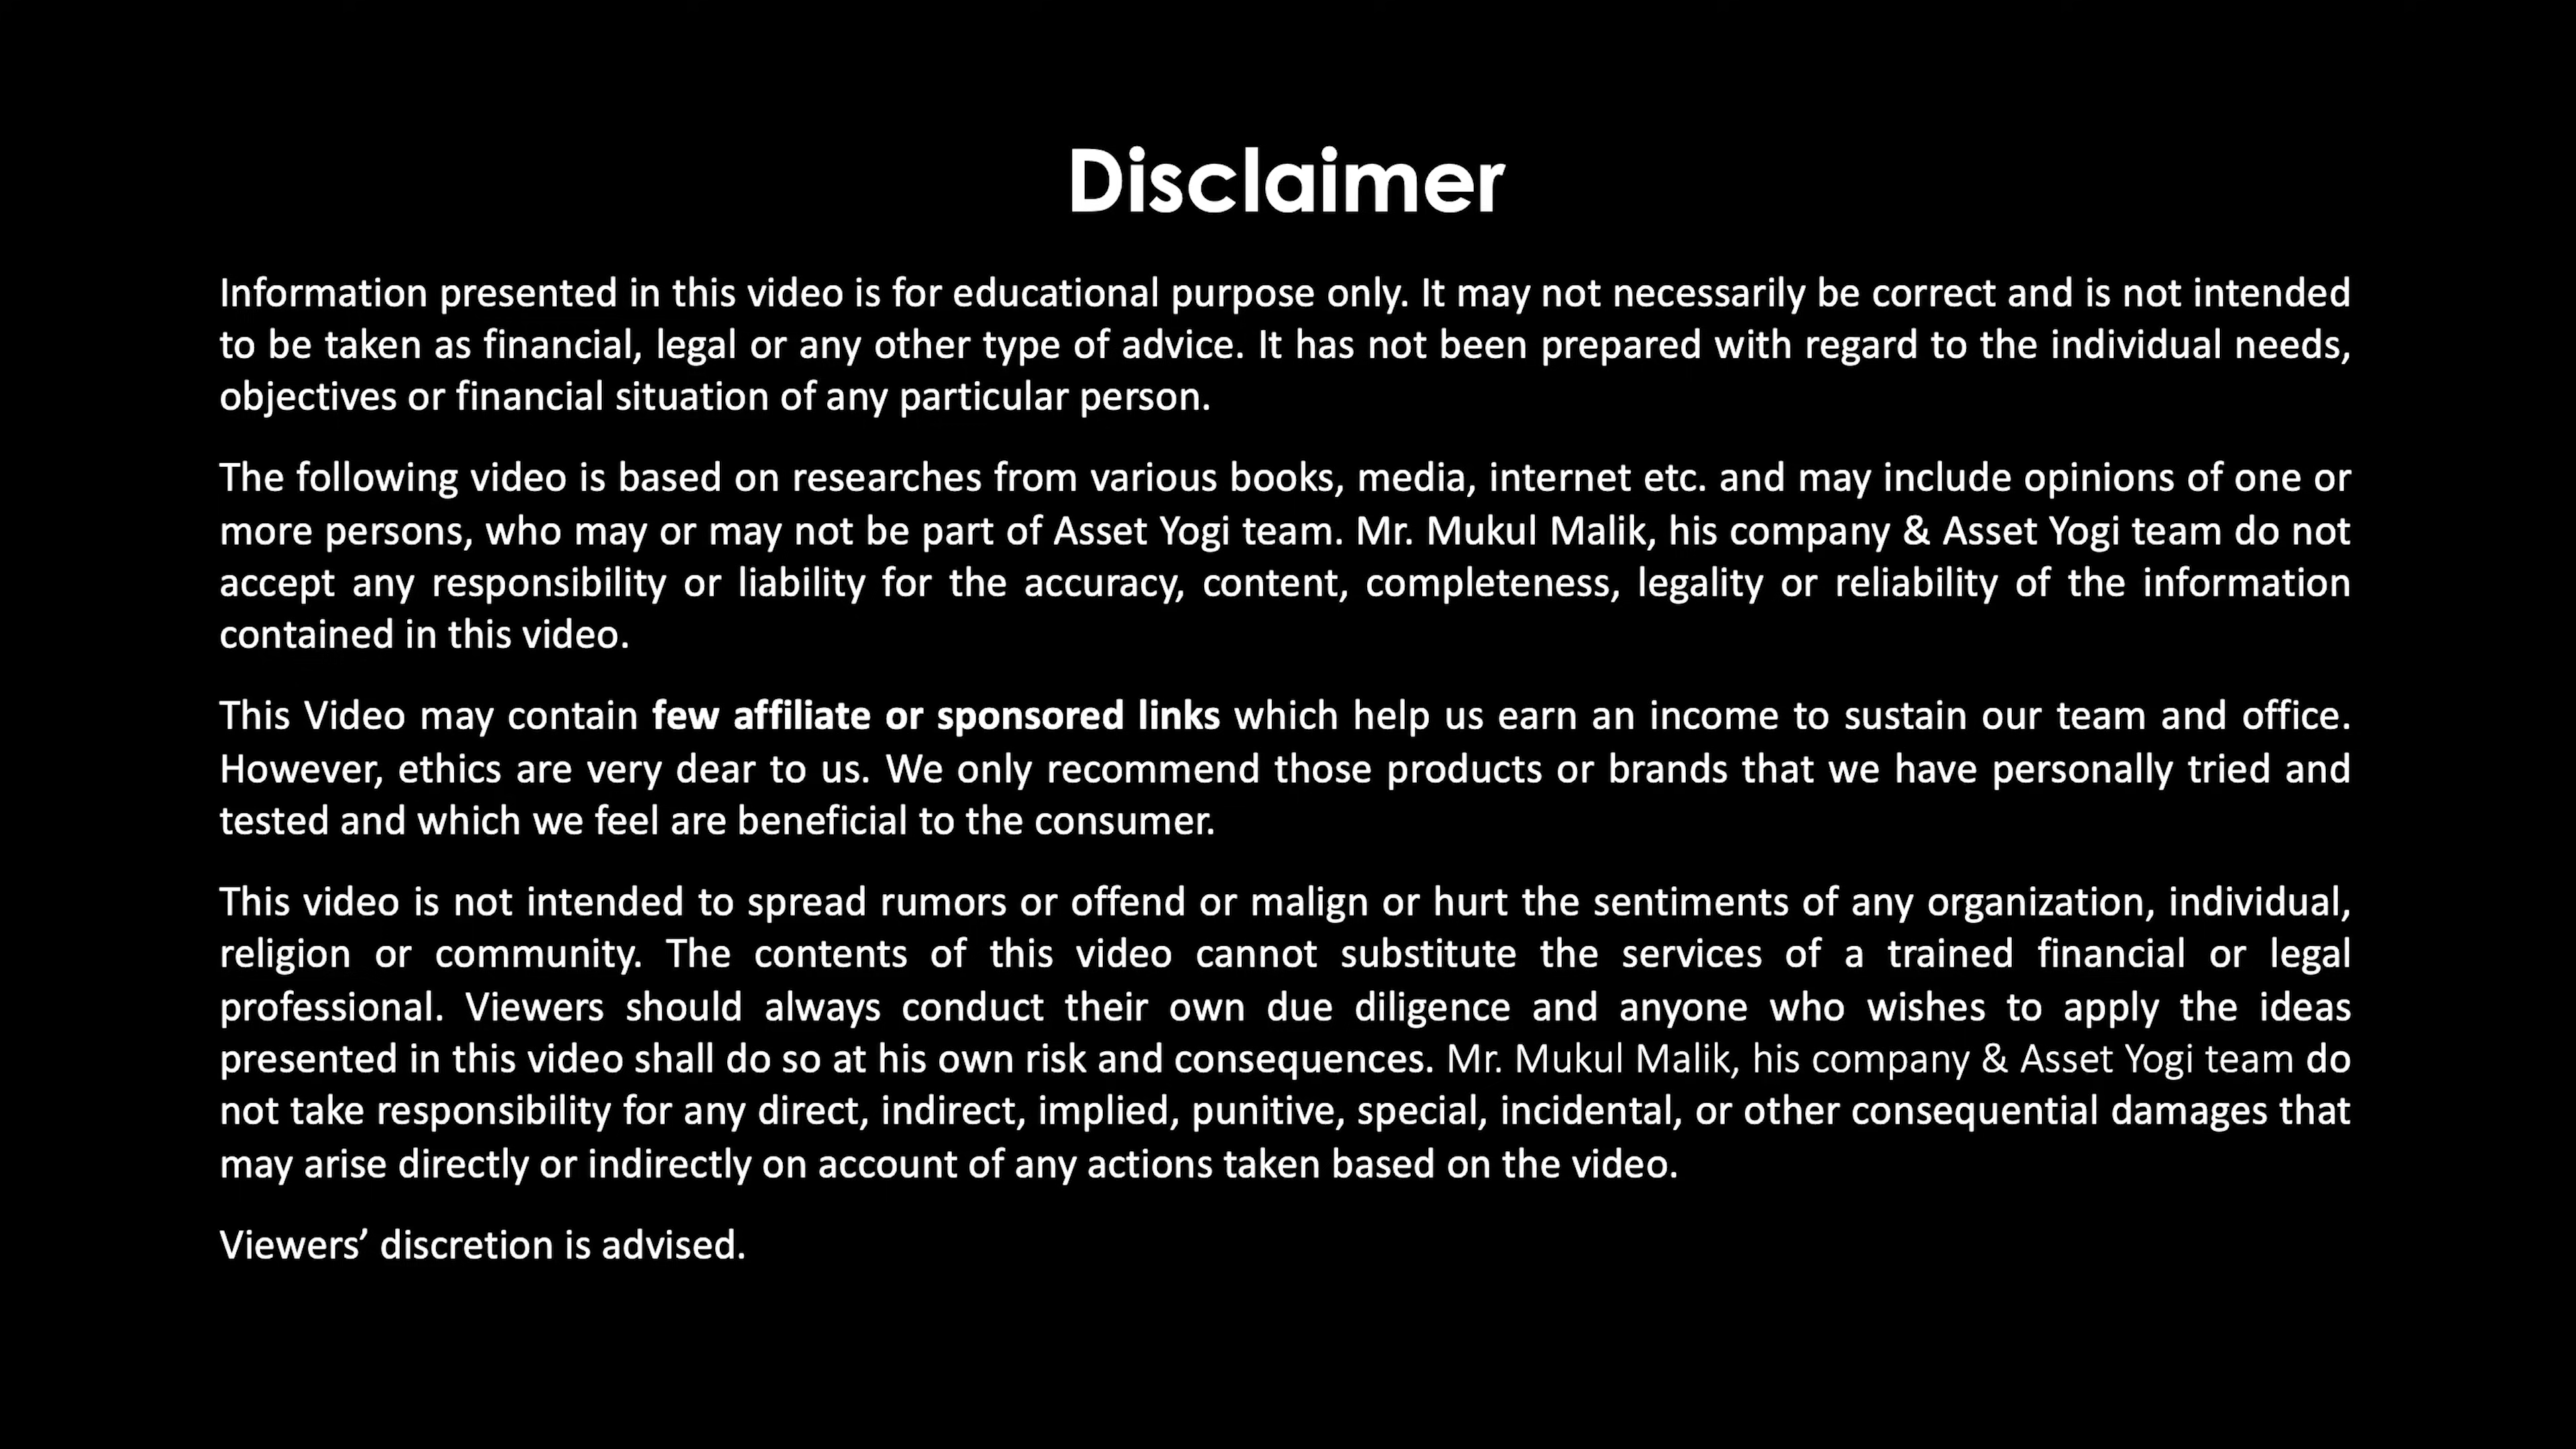 Disclaimer
Information presented in this video is for educational purpose only. It may not necessarily be correct and is not intended
to be taken as financial, legal or any other type of advice. It has not been prepared with regard to the individual needs,
objectives or financial situation of any particular person.
The following video is based on researches from various books, media, internet etc. and may include opinions of one or
more persons, who may or may not be part of Asset Yogi team. Mr. Mukul Malik, his company & Asset Yogi team do not
accept any responsibility or liability for the accuracy, content, completeness, legality or reliability of the information
contained in this video.
This Video may contain few affiliate or sponsored links which help us earn an income to sustain our team and office.
However, ethics are very dear to us. We only recommend those products or brands that we have personally tried and
tested and which we feel are beneficial to the consumer.
This video is not intended to spread rumors or offend or malign or hurt the sentiments of any organization, individual,
religion or community. The contents of this video cannot substitute the services of a trained financial or legal
professional. Viewers should always conduct their own due diligence and anyone who wishes to apply the ideas
presented in this video shall do so at his own risk and consequences. Mr. Mukul Malik, his company & Asset Yogi team do
not take responsibility for any direct, indirect, implied, punitive, special, incidental, or other consequential damages that
may arise directly or indirectly on account of any actions taken based on the video.
Viewers’ discretion is advised.